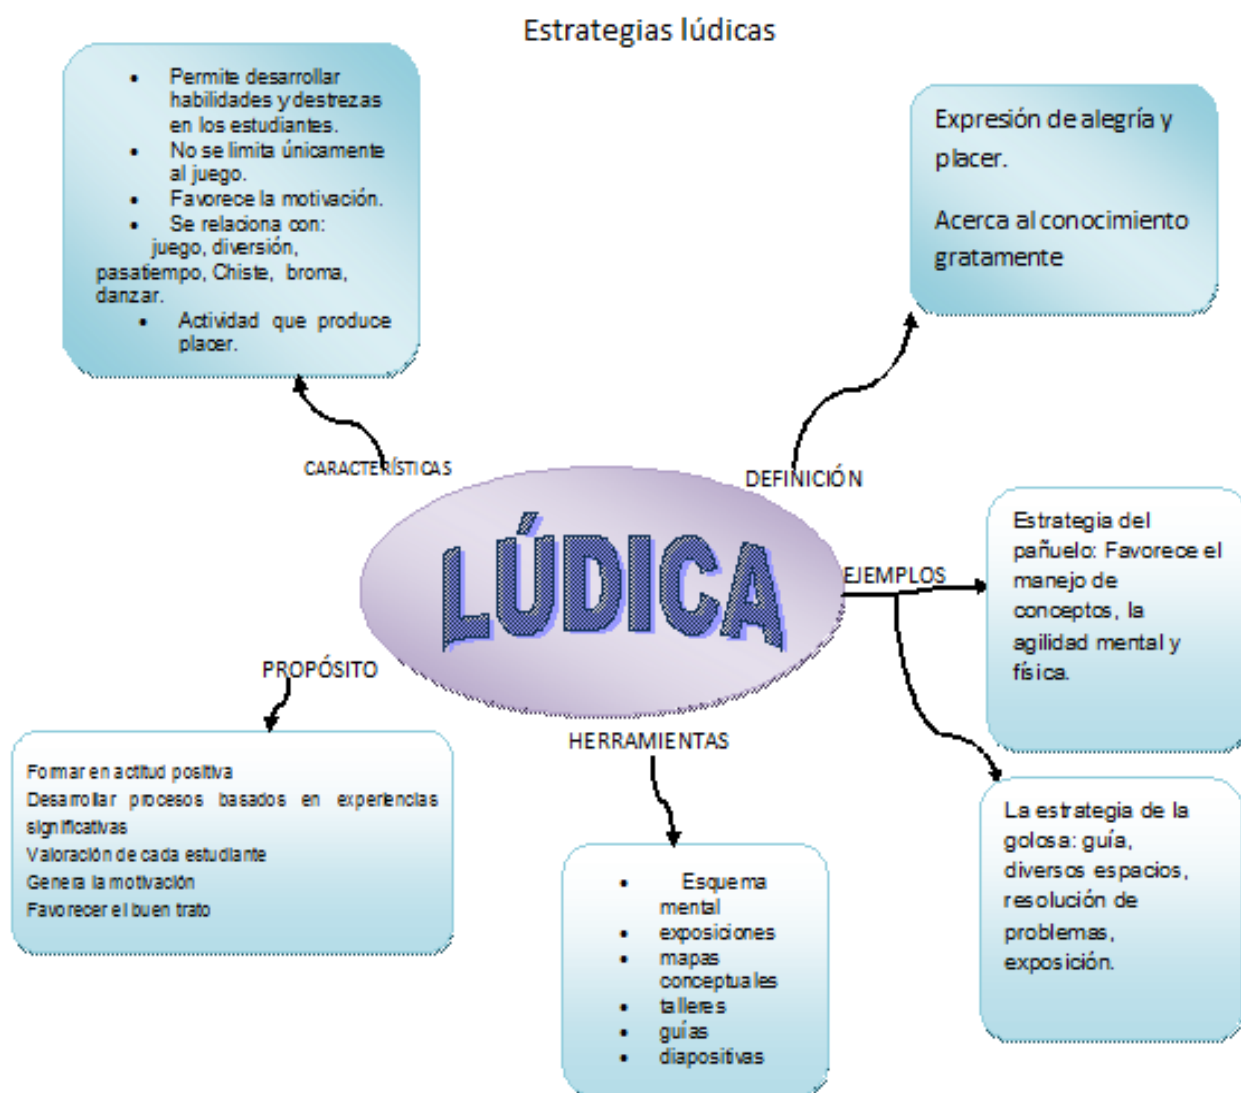 Estrategias lúdicas
• Permite desarrollar
habilidades y destrezas
en los estudiantes.
• No se limita únicamente
al juego.
• Favorece la motivación.
• Se relaciona con:
juego, diversión,
pasatiempo, Chiste, broma,
danzar.
• Actividad que produce
placer.
Expresión de alegría y
placer.
Acerca al conocimiento
gratamente
CARACTERÍSTICAS
DEFINICIÓN
LÚDICA
EJEMPLOS
Estrategia del
pañuelo: Favorece el
manejo de
conceptos, la
agilidad mental y
física.
PROPÓSITO
Formar en actitud positiva
Desarrollar procesos basados en experiencias
significativas
Valoración de cada estudiante
Genera la motivación
Favorecer el buen trato
HERRAMIENTAS
• Esquema
mental
• exposiciones
• mapas
conceptuales
• talleres
• guías
• diapositivas
La estrategia de la
golosa: guía,
diversos espacios,
resolución de
problemas,
exposición.